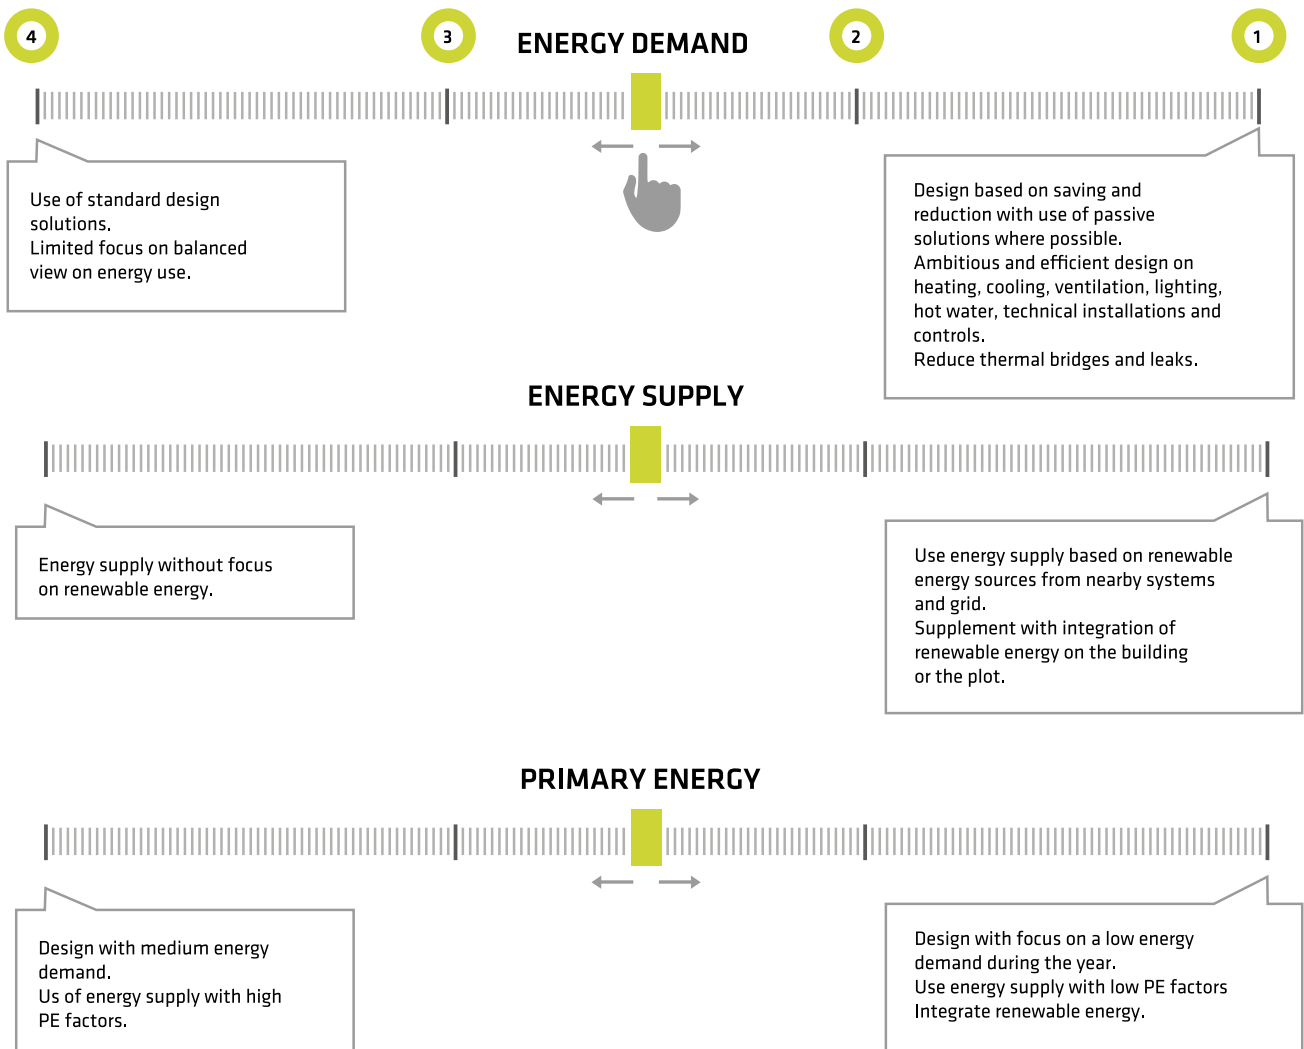 4
3
ENERGY DEMAND
2
1
Use of standard design
solutions.
Limited focus on balanced
view on energy use.
Design based on saving and
reduction with use of passive
solutions where possible.
Ambitious and efficient design on
heating, cooling, ventilation, lighting,
hot water, technical installations and
controls.
Reduce thermal bridges and leaks.
ENERGY SUPPLY
Energy supply without focus
on renewable energy.
Use energy supply based on renewable
energy sources from nearby systems
and grid.
Supplement with integration of
renewable energy on the building
or the plot.
PRIMARY ENERGY
Design with medium energy
demand.
Us of energy supply with high
PE factors.
Design with focus on a low energy
demand during the year.
Use energy supply with low PE factors
Integrate renewable energy.